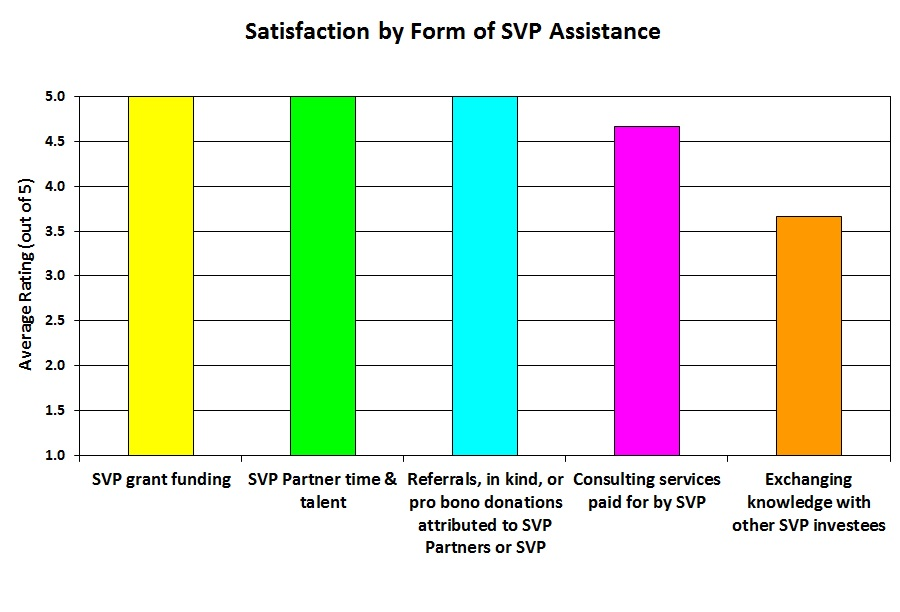 Satisfaction by Form of SVP Assistance
Average Rating (out of 5)
5.0
4.5
4.0
3.5
3.0
2.5
2.0
1.5
1.0
SVP grant funding
SVP Partner time &
talent
Referrals, in kind, or
pro bono donations
attributed to SVP
Partners or SVP
Consulting services
paid for by SVP
Exchanging
knowledge with
other SVP investees